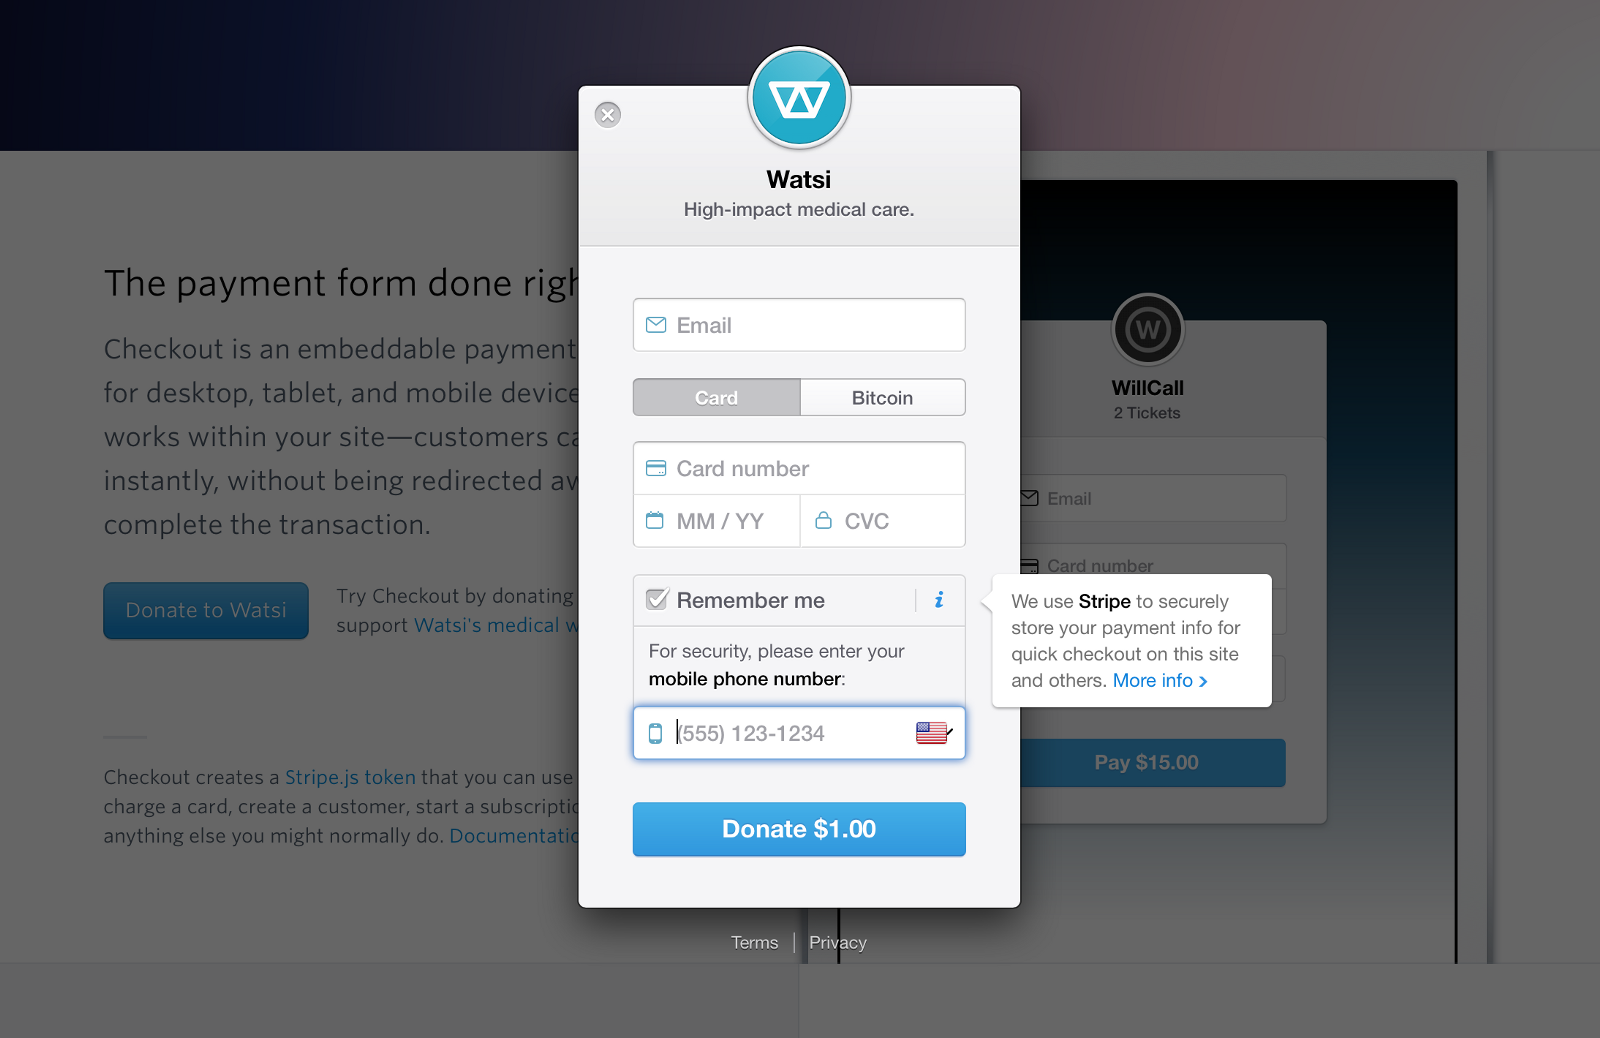 Watsi
High-impact medical care.
Email
Card
Bitcoin
Card number
MM / YY
CVC
Remember me
i
For security, please enter your
mobile phone number:
(555) 123-1234
Donate $1.00
We use Stripe to securely
store your payment info for
quick checkout on this site
and others. More info ›
Terms | Privacy
The payment form done
Checkout is an embeddable payment
for desktop, tablet, and mobile
works within your site—customers
instantly, without being redirected
complete the transaction.
Donate to Watsi
Try Checkout by donating
support Watsi's medical
Checkout creates a Stripe.js token that you can use
charge a card, create a customer, start a
anything else you might normally do.
W
WillCall
2 Tickets
Email
Card number
Pay $15.00